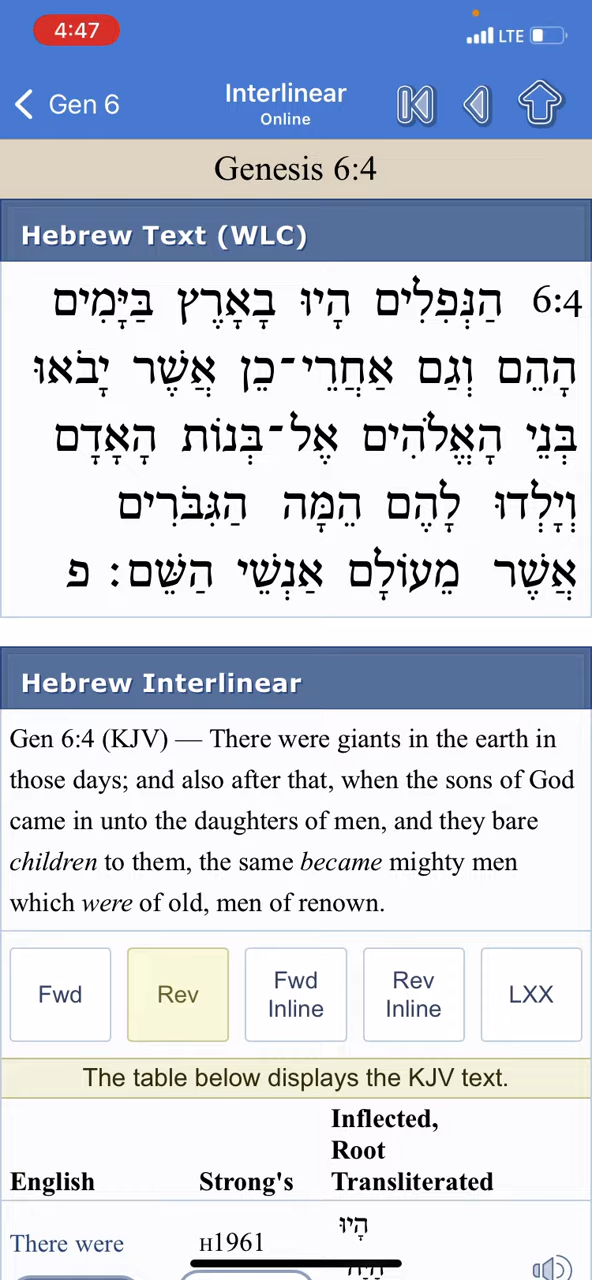 4:47
LTE
Gen 6
Interlinear
Online
Genesis 6:4
Hebrew Text (WLC)
6:4 הַנְּפִלִים הָיוּ בָאָרֶץ בַּיָּמִים
הָהֵם וְגַם אַחֲרֵי־כֵן אֲשֶׁר יָבֹאוּ
בְּנֵי הָאֱלֹהִים אֶל־בְּנוֹת הָאָדָם
וְיָלְדוּ לָהֶם הֵמָּה הַגִּבֹּרִים
אֲשֶׁר מֵעוֹלָם אַנְשֵׁי הַשֵּׁם׃ פ
Hebrew Interlinear
Gen 6:4 (KJV) — There were giants in the earth in
those days; and also after that, when the sons of God
came in unto the daughters of men, and they bare
children to them, the same became mighty men
which were of old, men of renown.
Fwd
Rev
Fwd
Inline
Rev
Inline
LXX
The table below displays the KJV text.
English
Strong's
Inflected,
Root
Transliterated
There were
H1961
הָיוּ